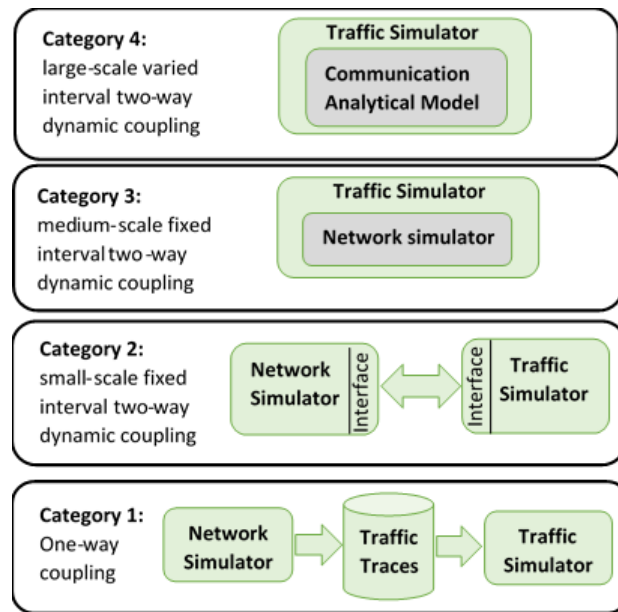 Category 4:
large-scale varied
interval two-way
dynamic coupling
Traffic Simulator
Communication
Analytical Model
Category 3:
medium-scale fixed
interval two-way
dynamic coupling
Traffic Simulator
Network simulator
Category 2:
small-scale fixed
interval two-way
dynamic coupling
Network
Simulator
Interface
Interface
Traffic
Simulator
Category 1:
One-way
coupling
Network
Simulator
Traffic
Traces
Traffic
Simulator